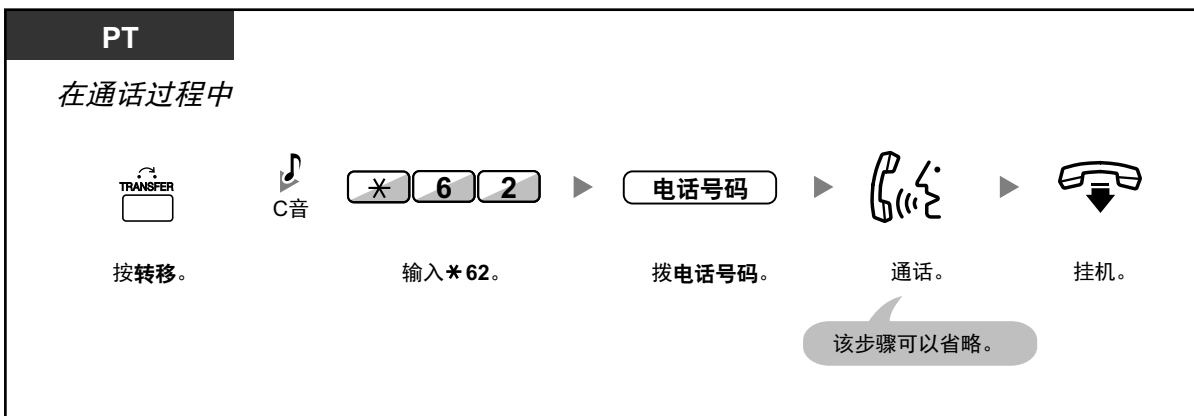 PT
在通话过程中
TRANSFER
C音
* 6 2
电话号码
按转移。
输入*62。
拨电话号码。
通话。
挂机。
该步骤可以省略。